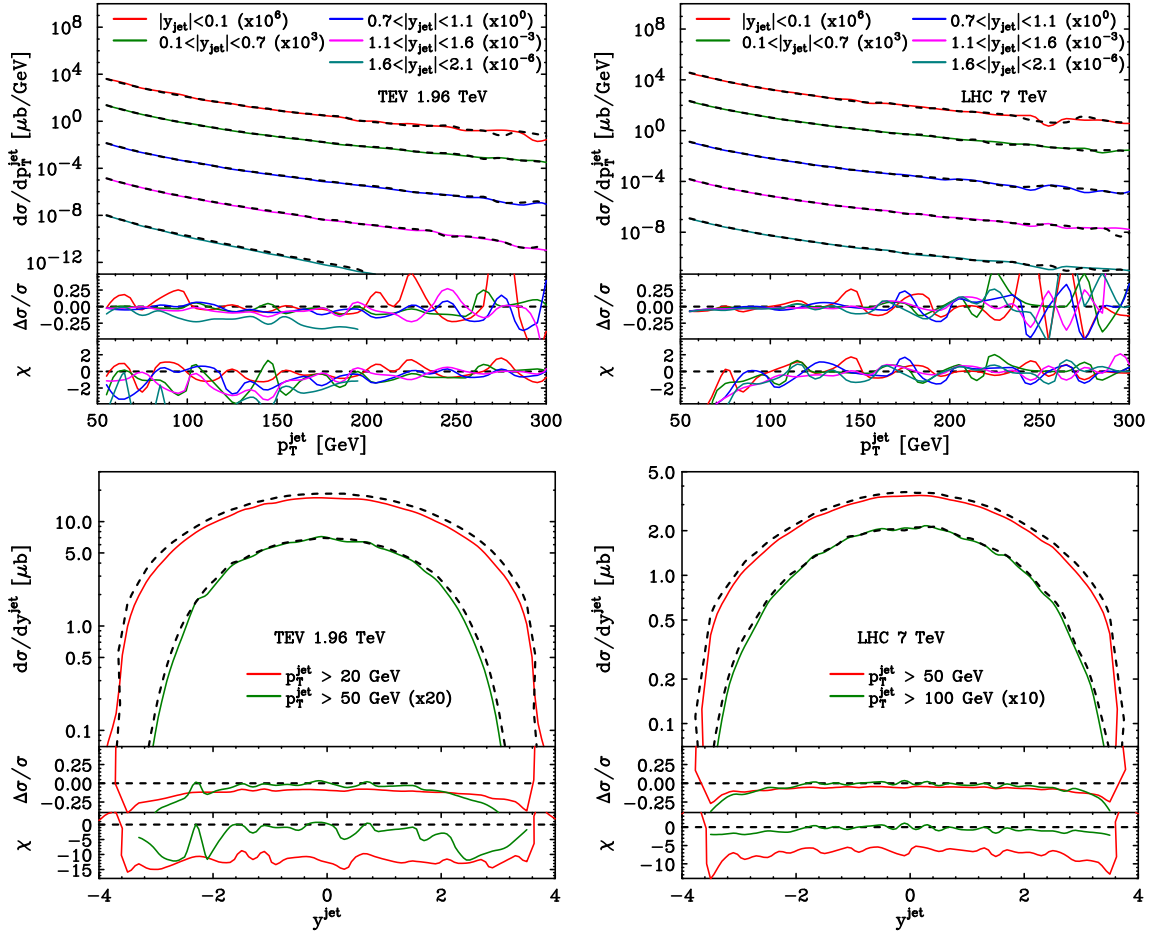 |y_jet|<0.1 (x10^6)
0.1<|y_jet|<0.7 (x10^3)
0.7<|y_jet|<1.1 (x10^0)
1.1<|y_jet|<1.6 (x10^-3)
1.6<|y_jet|<2.1 (x10^-6)
TEV 1.96 TeV
dσ/dp_T^jet [μb/GeV]
10^8
10^4
10^0
10^-4
10^-8
10^-12
Δσ/σ
0.25
0.00
−0.25
χ
2
0
−2
50 100 150 200 250 300
p_T^jet [GeV]
|y_jet|<0.1 (x10^6)
0.1<|y_jet|<0.7 (x10^3)
0.7<|y_jet|<1.1 (x10^0)
1.1<|y_jet|<1.6 (x10^-3)
1.6<|y_jet|<2.1 (x10^-6)
LHC 7 TeV
dσ/dp_T^jet [μb/GeV]
10^8
10^4
10^0
10^-4
10^-8
Δσ/σ
0.25
0.00
−0.25
χ
2
0
−2
50 100 150 200 250 300
p_T^jet [GeV]
dσ/dy^jet [μb]
10.0
5.0
1.0
0.5
0.1
TEV 1.96 TeV
p_T^jet > 20 GeV
p_T^jet > 50 GeV (x20)
Δσ/σ
0.25
0.00
−0.25
χ
0
−5
−10
−15
−4 −2 0 2 4
y^jet
dσ/dy^jet [μb]
5.0
2.0
1.0
0.5
0.2
0.1
LHC 7 TeV
p_T^jet > 50 GeV
p_T^jet > 100 GeV (x10)
Δσ/σ
0.25
0.00
−0.25
χ
0
−5
−10
−4 −2 0 2 4
y^jet